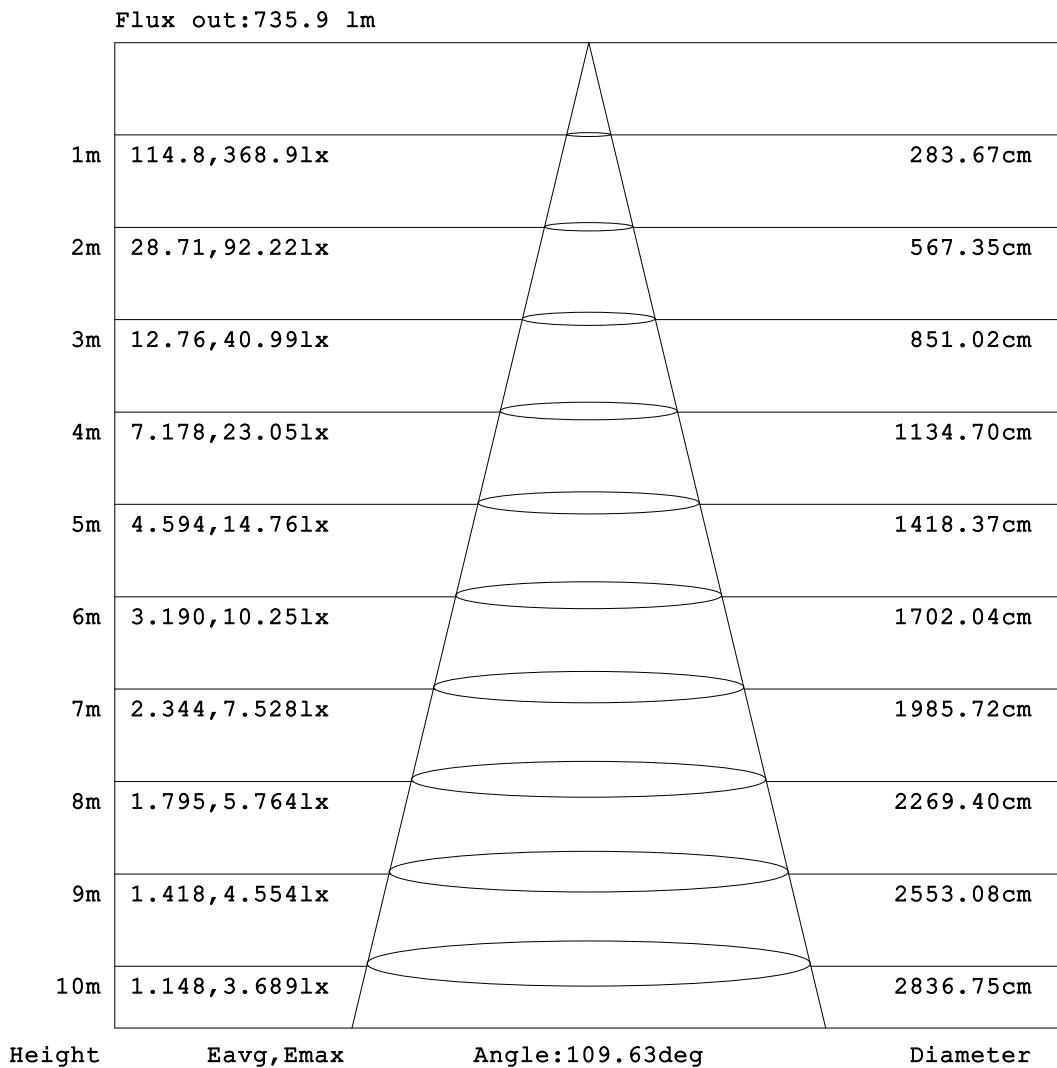 Flux out:735.9 lm
1m 114.8,368.9lx 283.67cm
2m 28.71,92.22lx 567.35cm
3m 12.76,40.99lx 851.02cm
4m 7.178,23.05lx 1134.70cm
5m 4.594,14.76lx 1418.37cm
6m 3.190,10.25lx 1702.04cm
7m 2.344,7.528lx 1985.72cm
8m 1.795,5.764lx 2269.40cm
9m 1.418,4.554lx 2553.08cm
10m 1.148,3.689lx 2836.75cm
Height Eavg,Emax Angle:109.63deg Diameter